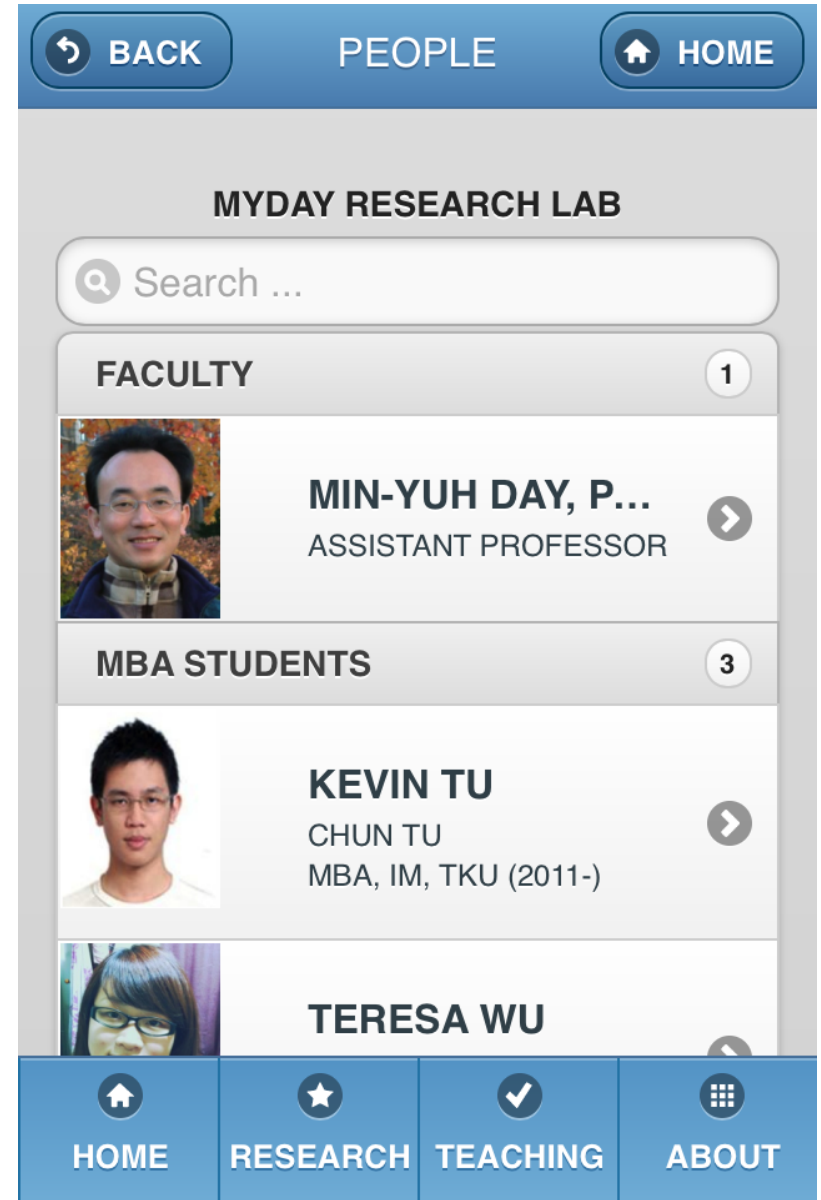 BACK PEOPLE HOME
MYDAY RESEARCH LAB
Search ...
FACULTY 1
MIN-YUH DAY, P...
ASSISTANT PROFESSOR
MBA STUDENTS 3
KEVIN TU
CHUN TU
MBA, IM, TKU (2011-)
TERESA WU
HOME RESEARCH TEACHING ABOUT